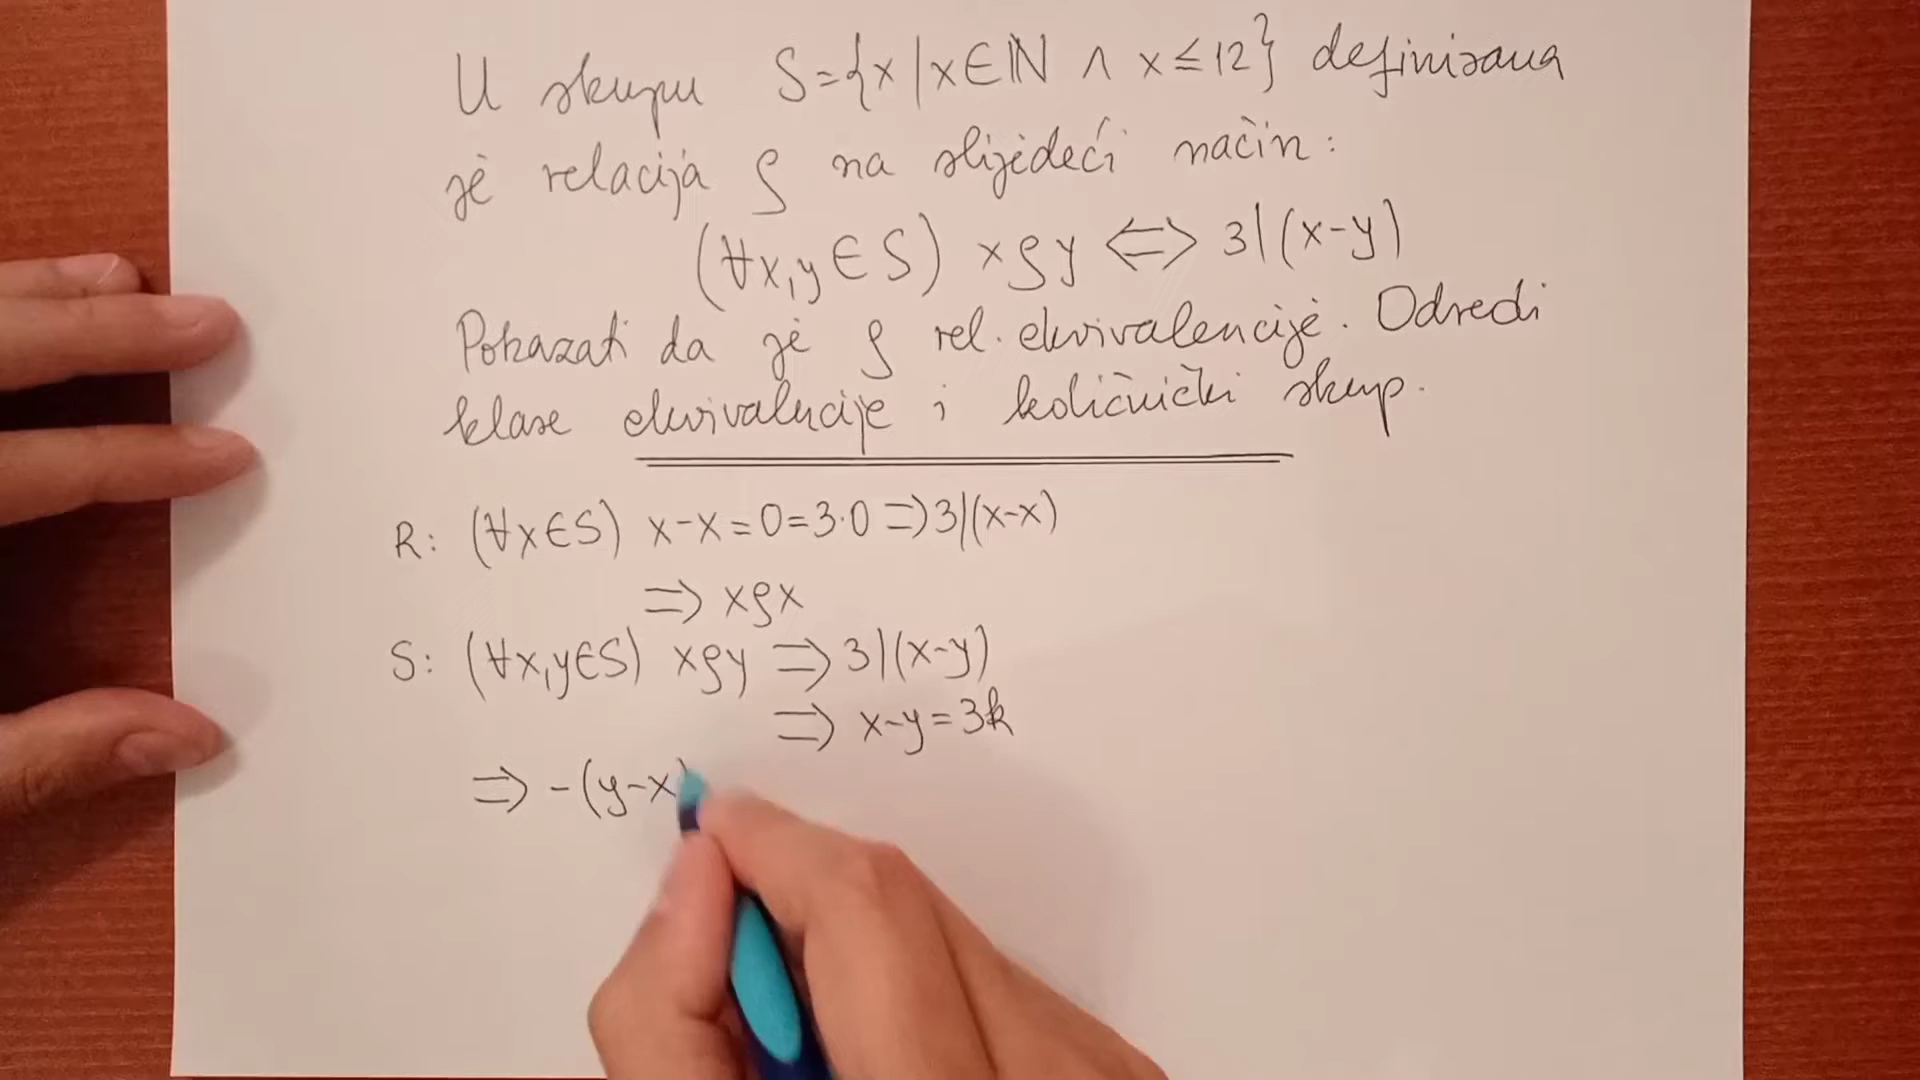 U skupu S={x|x∈ℕ ∧ x≤12} definisana
je relacija ρ na slijedeći način:
(∀x,y∈S) xρy ⟺ 3|(x-y)
Pokazati da je ρ rel. ekvivalencije. Odredi
klase ekvivalencije i količnički skup.
R: (∀x∈S) x-x=0=3·0 ⇒ 3|(x-x)
⇒ xρx
S: (∀x,y∈S) xρy ⇒ 3|(x-y)
⇒ x-y=3k
⇒ -(y-x)